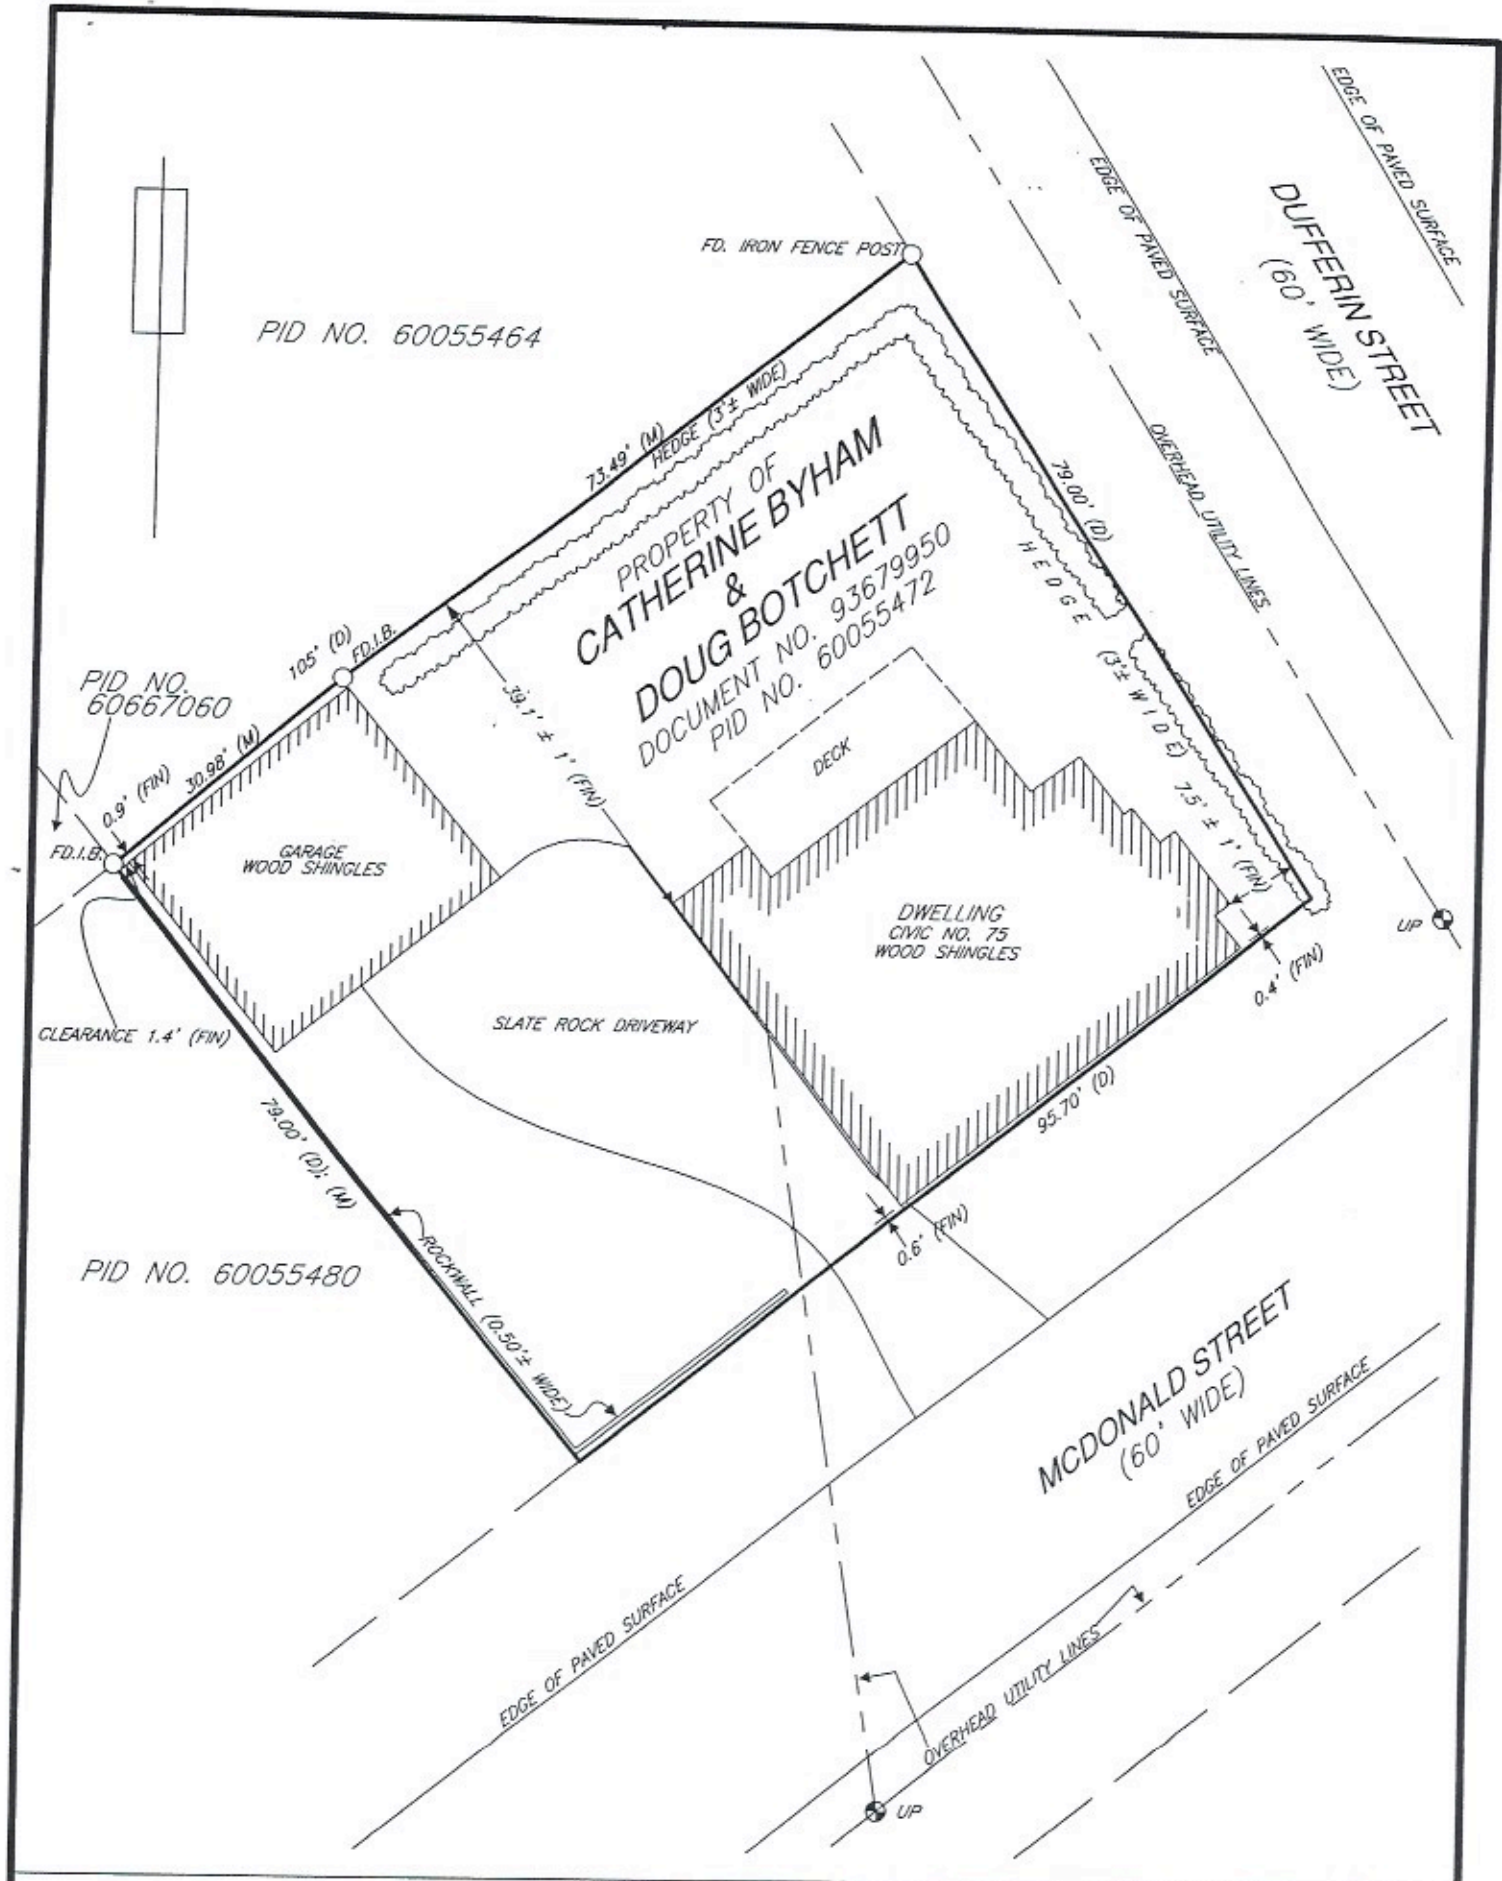 EDGE OF PAVED SURFACE
EDGE OF PAVED SURFACE
DUFFERIN STREET
(60' WIDE)
FD. IRON FENCE POST
PID NO. 60055464
73.49' (M)
HEDGE (3'± WIDE)
79.00' (D)
OVERHEAD UTILITY LINES
PROPERTY OF
CATHERINE BYHAM
&
DOUG BOTCHETT
DOCUMENT NO. 93679950
PID NO. 60055472
HEDGE (3'± WIDE)
105' (D)
FD.I.B.
PID NO.
60667060
30.98' (M)
0.9' (FIN)
39.1' ± 1' (FIN)
DECK
7.5' ± 1' (FIN)
FD.I.B.
GARAGE
WOOD SHINGLES
DWELLING
CIVIC NO. 75
WOOD SHINGLES
UP
0.4' (FIN)
CLEARANCE 1.4' (FIN)
SLATE ROCK DRIVEWAY
79.00' (D); (M)
95.70' (D)
0.6' (FIN)
PID NO. 60055480
ROCKWALL (0.50'± WIDE)
MCDONALD STREET
(60' WIDE)
EDGE OF PAVED SURFACE
EDGE OF PAVED SURFACE
OVERHEAD UTILITY LINES
UP